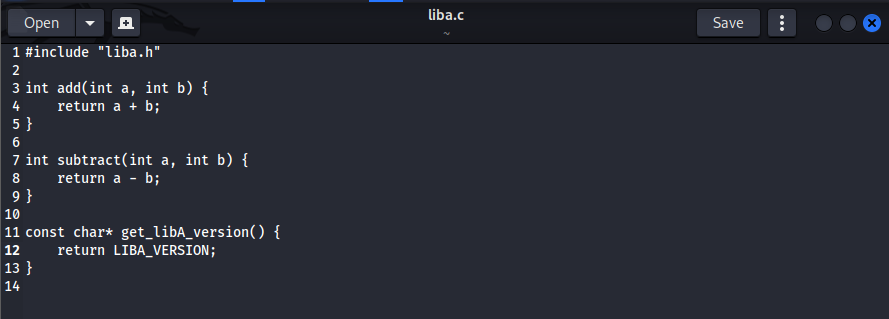 Open
liba.c
~
Save
1 #include "liba.h"
2
3 int add(int a, int b) {
4     return a + b;
5 }
6
7 int subtract(int a, int b) {
8     return a - b;
9 }
10
11 const char* get_libA_version() {
12     return LIBA_VERSION;
13 }
14